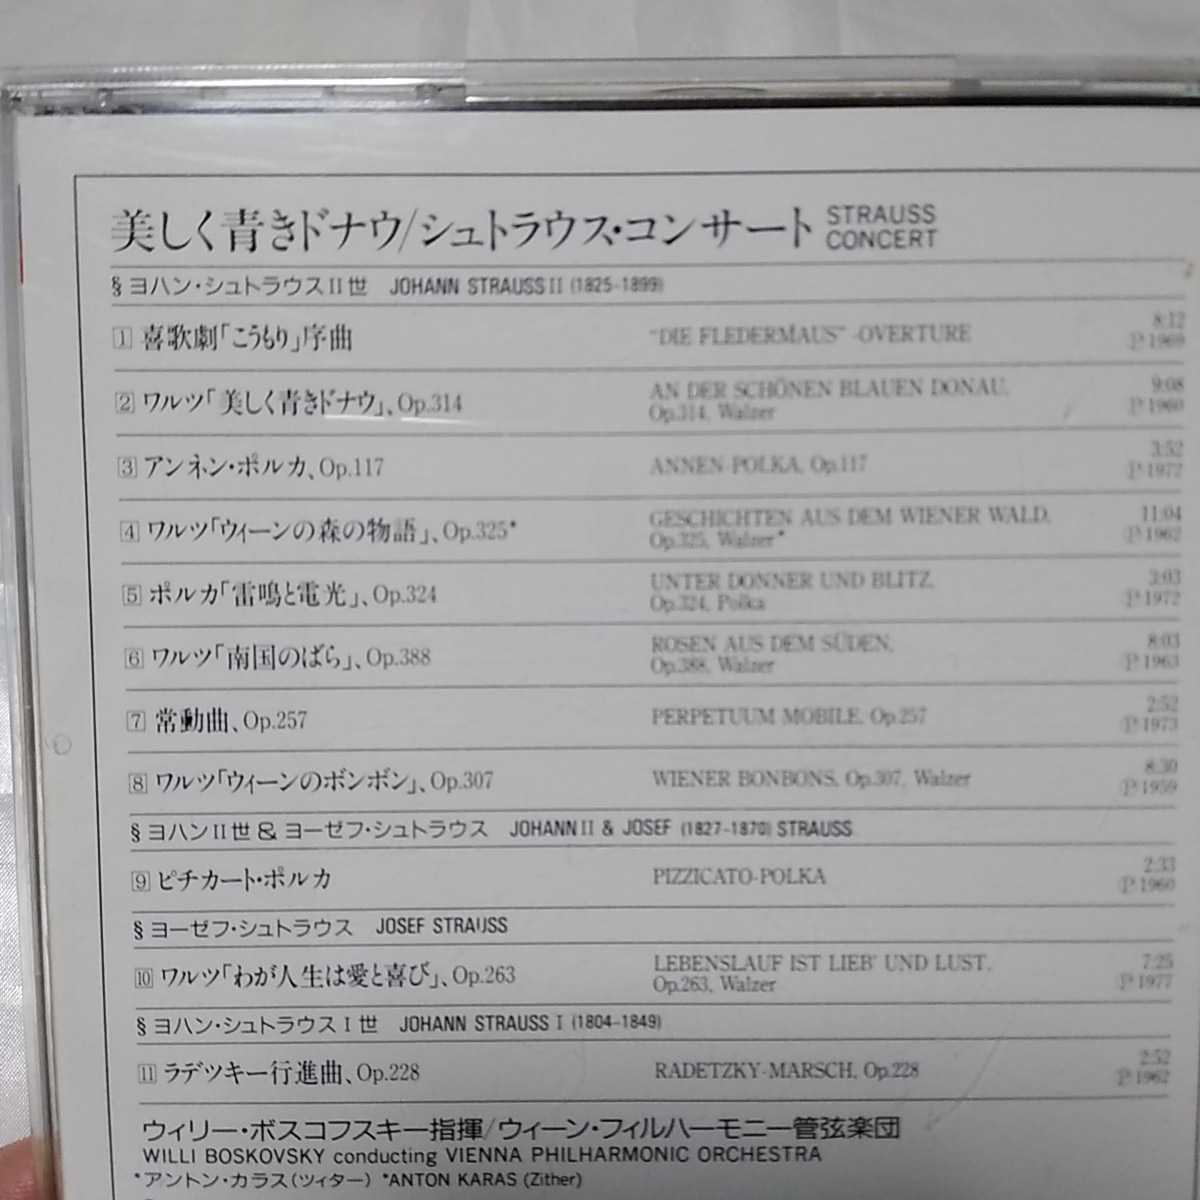 美しく青きドナウ/シュトラウス・コンサート STRAUSS CONCERT
§ヨハン・シュトラウスII世 JOHANN STRAUSS II (1825-1899)
1 喜歌劇「こうもり」序曲 "DIE FLEDERMAUS"-OVERTURE 8:12 Ⓟ1969
2 ワルツ「美しく青きドナウ」、Op.314 AN DER SCHÖNEN BLAUEN DONAU, Op.314, Walzer 9:08 Ⓟ1960
3 アンネン・ポルカ、Op.117 ANNEN-POLKA, Op.117 3:52 Ⓟ1972
4 ワルツ「ウィーンの森の物語」、Op.325* GESCHICHTEN AUS DEM WIENER WALD, Op.325, Walzer* 11:04 Ⓟ1962
5 ポルカ「雷鳴と電光」、Op.324 UNTER DONNER UND BLITZ, Op.324, Polka 3:03 Ⓟ1972
6 ワルツ「南国のばら」、Op.388 ROSEN AUS DEM SÜDEN, Op.388, Walzer 8:03 Ⓟ1963
7 常動曲、Op.257 PERPETUUM MOBILE, Op.257 2:52 Ⓟ1973
8 ワルツ「ウィーンのボンボン」、Op.307 WIENER BONBONS, Op.307, Walzer 8:30 Ⓟ1959
§ヨハンII世&ヨーゼフ・シュトラウス JOHANN II & JOSEF (1827-1870) STRAUSS
9 ピチカート・ポルカ PIZZICATO-POLKA 2:33 Ⓟ1960
§ヨーゼフ・シュトラウス JOSEF STRAUSS
10 ワルツ「わが人生は愛と喜び」、Op.263 LEBENSLAUF IST LIEB' UND LUST, Op.263, Walzer 7:25 Ⓟ1977
§ヨハン・シュトラウスI世 JOHANN STRAUSS I (1804-1849)
11 ラデツキー行進曲、Op.228 RADETZKY-MARSCH, Op.228 2:52 Ⓟ1962
ウィリー・ボスコフスキー指揮/ウィーン・フィルハーモニー管弦楽団
WILLI BOSKOVSKY conducting VIENNA PHILHARMONIC ORCHESTRA
*アントン・カラス(ツィター) *ANTON KARAS (Zither)